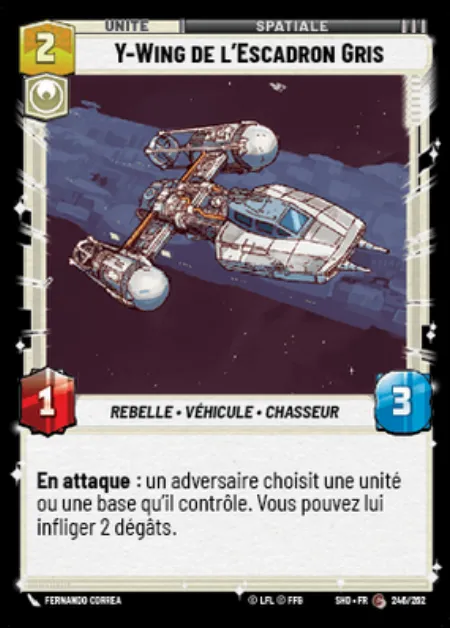 UNITÉ
SPATIALE
2
Y-Wing de l'Escadron Gris
1
REBELLE • VÉHICULE • CHASSEUR
3
En attaque : un adversaire choisit une unité
ou une base qu'il contrôle. Vous pouvez lui
infliger 2 dégâts.
FERNANDO CORREA
© LFL © FFG
SHD • FR
246/262